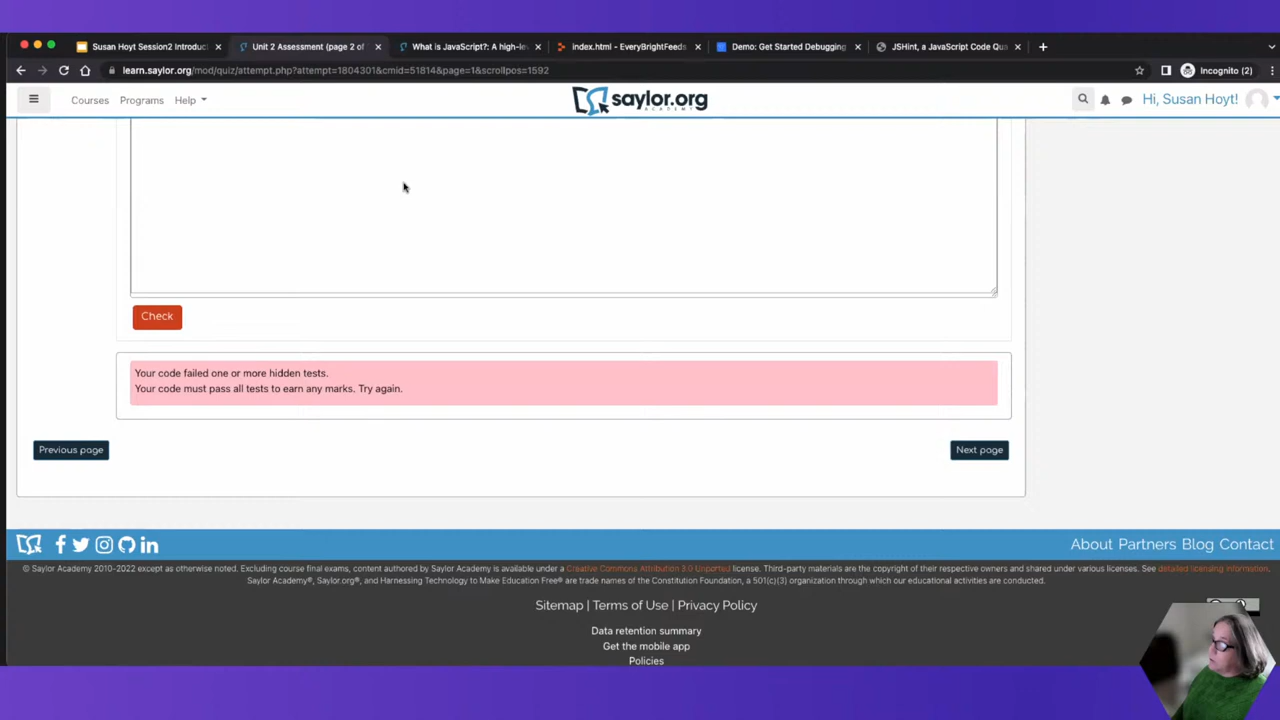 Susan Hoyt Session2 Introduct
Unit 2 Assessment (page 2 of
What is JavaScript?: A high-le
index.html - EveryBrightFeeds
Demo: Get Started Debugging
JSHint, a JavaScript Code Qua
learn.saylor.org/mod/quiz/attempt.php?attempt=1804301&cmid=51814&page=1&scrollpos=1592
Incognito (2)
Courses Programs Help
saylor.org
ACADEMY
Hi, Susan Hoyt!
Check
Your code failed one or more hidden tests.
Your code must pass all tests to earn any marks. Try again.
Previous page
Next page
About Partners Blog Contact
© Saylor Academy 2010-2022 except as otherwise noted. Excluding course final exams, content authored by Saylor Academy is available under a Creative Commons Attribution 3.0 Unported license. Third-party materials are the copyright of their respective owners and shared under various licenses. See detailed licensing information.
Saylor Academy®, Saylor.org®, and Harnessing Technology to Make Education Free® are trade names of the Constitution Foundation, a 501(c)(3) organization through which our educational activities are conducted.
Sitemap | Terms of Use | Privacy Policy
Data retention summary
Get the mobile app
Policies